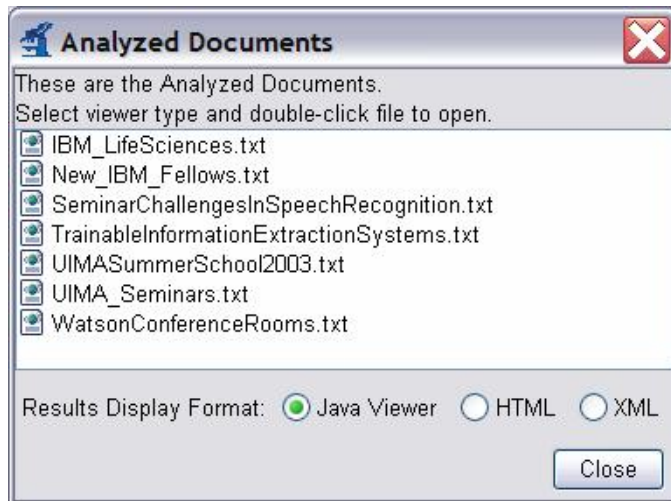 Analyzed Documents
These are the Analyzed Documents.
Select viewer type and double-click file to open.
IBM_LifeSciences.txt
New_IBM_Fellows.txt
SeminarChallengesInSpeechRecognition.txt
TrainableInformationExtractionSystems.txt
UIMASummerSchool2003.txt
UIMA_Seminars.txt
WatsonConferenceRooms.txt
Results Display Format: Java Viewer HTML XML
Close